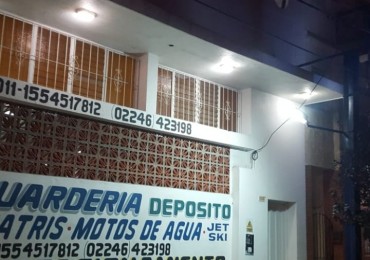 011-1554517812 (02246) 423198
UARDERIA DEPOSITO
ATRIS · MOTOS DE AGUA · JET SKI
1554517812 (02246) 423198